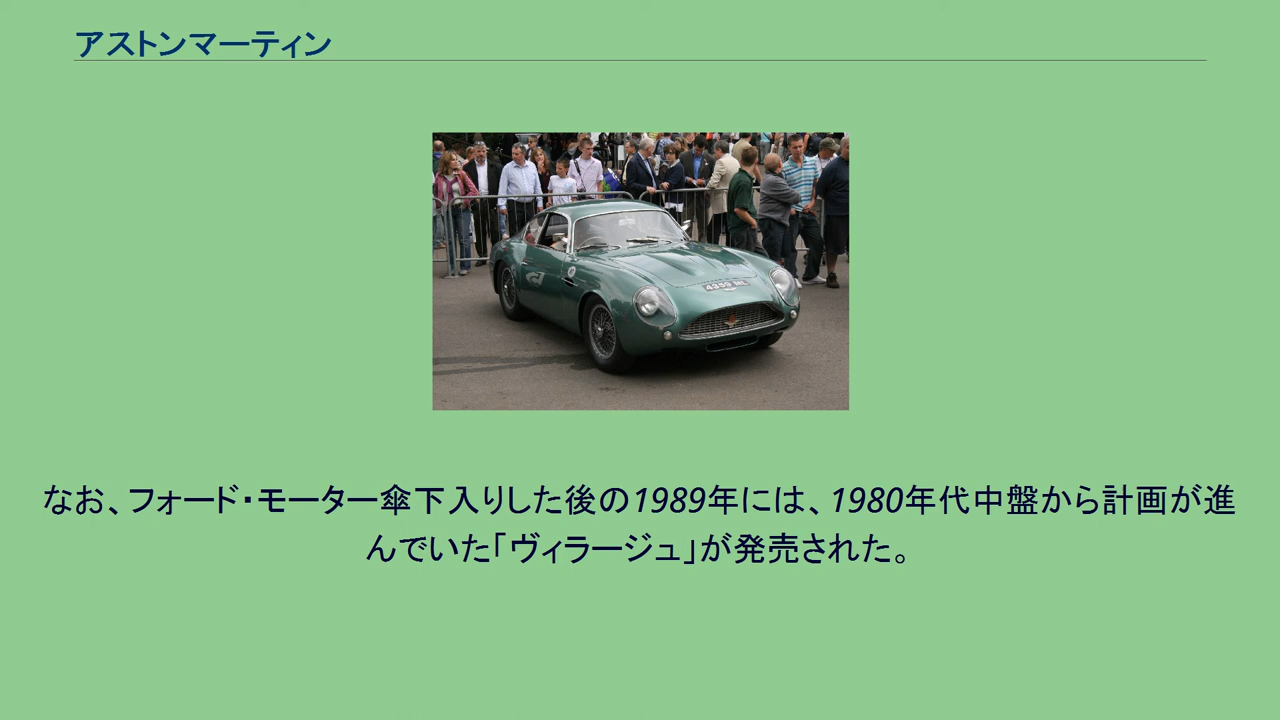 アストンマーティン
なお、フォード・モーター傘下入りした後の1989年には、1980年代中盤から計画が進
んでいた「ヴィラージュ」が発売された。